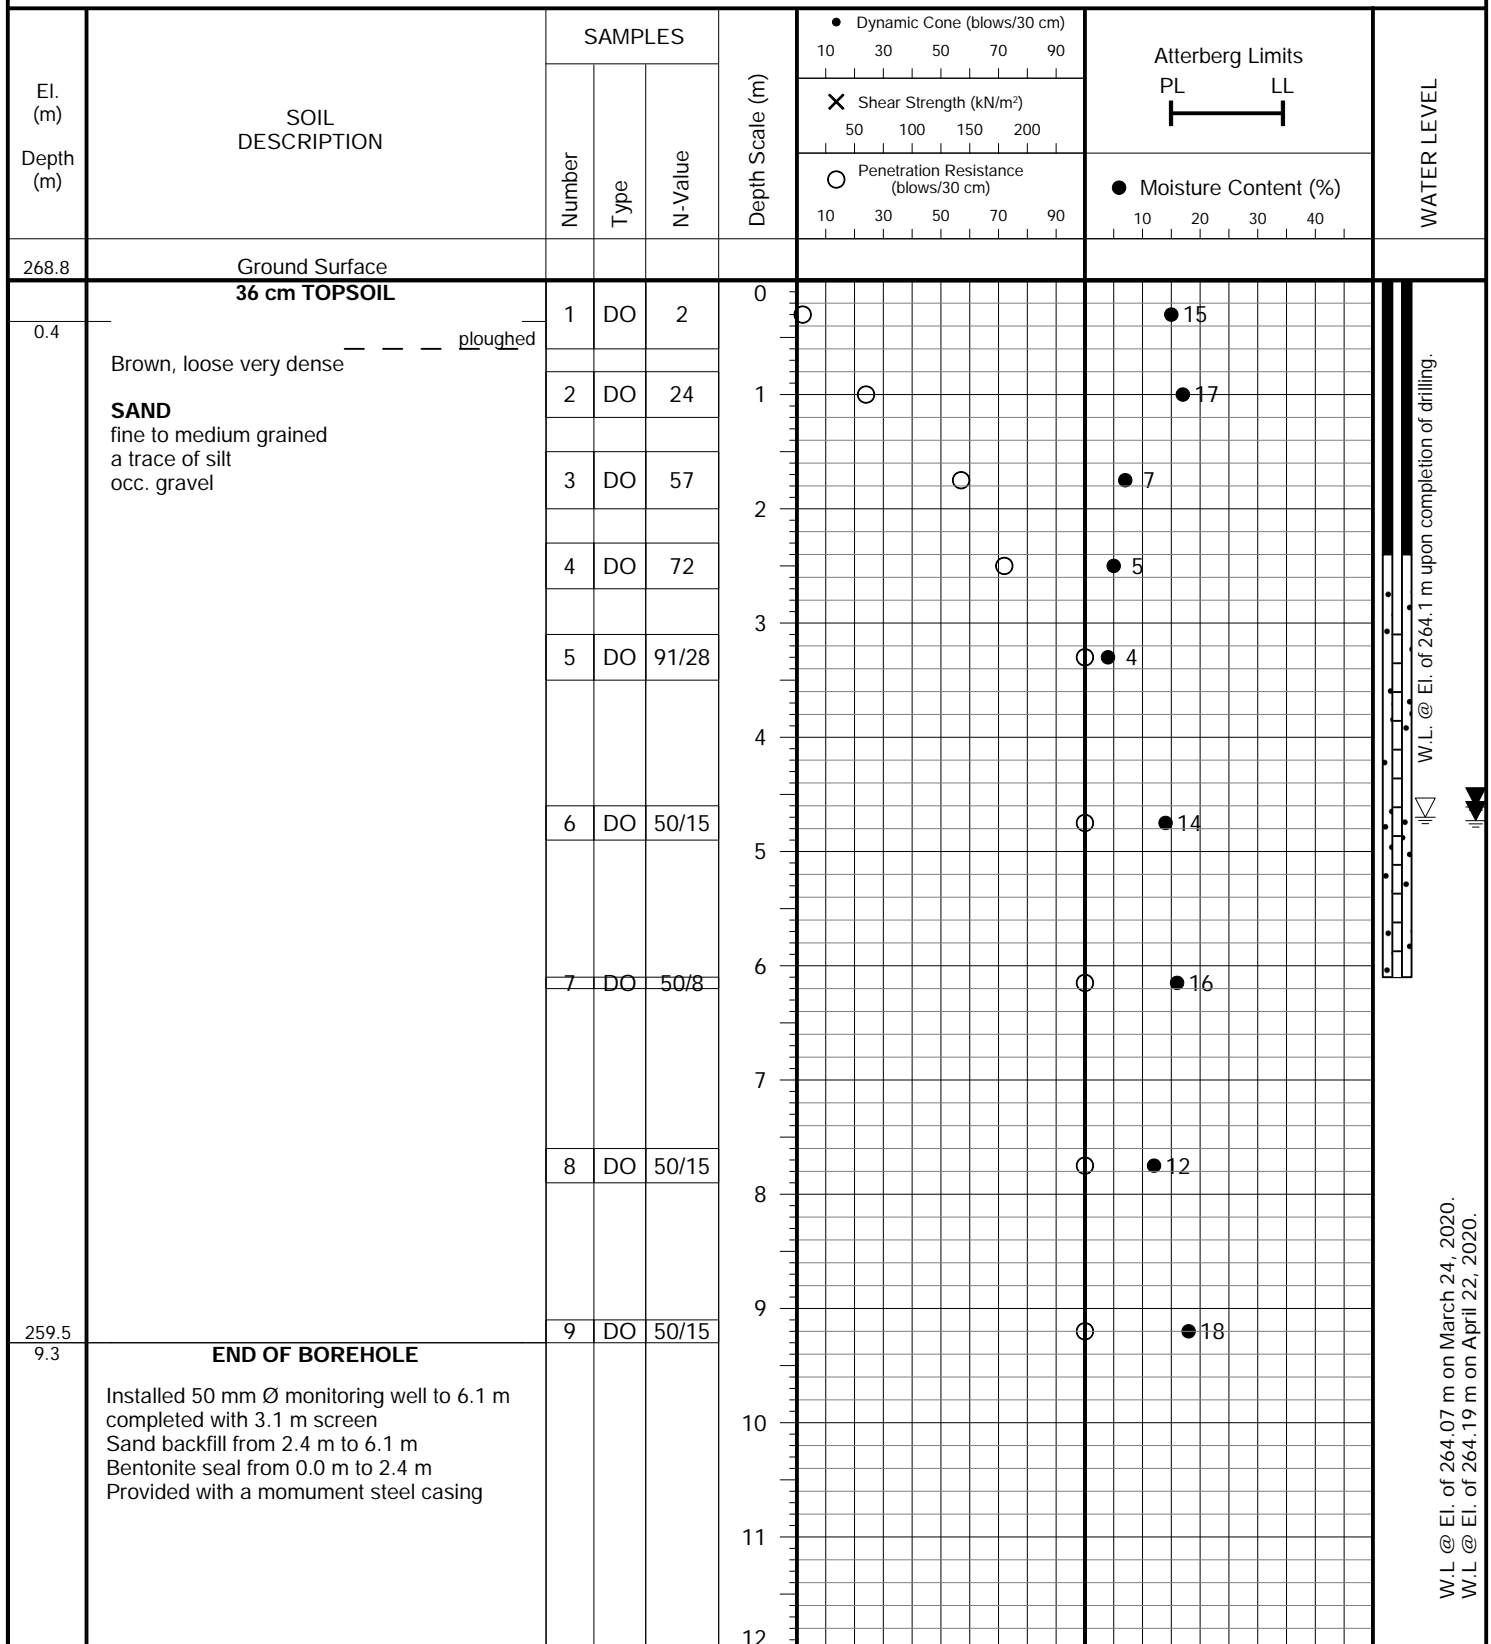 El.
(m)
Depth
(m)
SOIL
DESCRIPTION
SAMPLES
Number
Type
N-Value
Depth Scale (m)
Dynamic Cone (blows/30 cm)
10 30 50 70 90
Shear Strength (kN/m²)
50 100 150 200
Penetration Resistance
(blows/30 cm)
10 30 50 70 90
Atterberg Limits
PL LL
Moisture Content (%)
10 20 30 40
WATER LEVEL
268.8 Ground Surface
36 cm TOPSOIL
0
1 DO 2 15
0.4
ploughed
Brown, loose very dense
2 DO 24 1 17
SAND
fine to medium grained
a trace of silt
occ. gravel
3 DO 57 7
2
4 DO 72 5
3
5 DO 91/28 4
4
6 DO 50/15 14
5
6
7 DO 50/8 16
7
8 DO 50/15 12
8
9
259.5 9 DO 50/15 18
9.3
END OF BOREHOLE
Installed 50 mm Ø monitoring well to 6.1 m
completed with 3.1 m screen
Sand backfill from 2.4 m to 6.1 m
Bentonite seal from 0.0 m to 2.4 m
Provided with a momument steel casing
10
11
12
W.L. @ El. of 264.1 m upon completion of drilling.
W.L @ El. of 264.07 m on March 24, 2020.
W.L @ El. of 264.19 m on April 22, 2020.